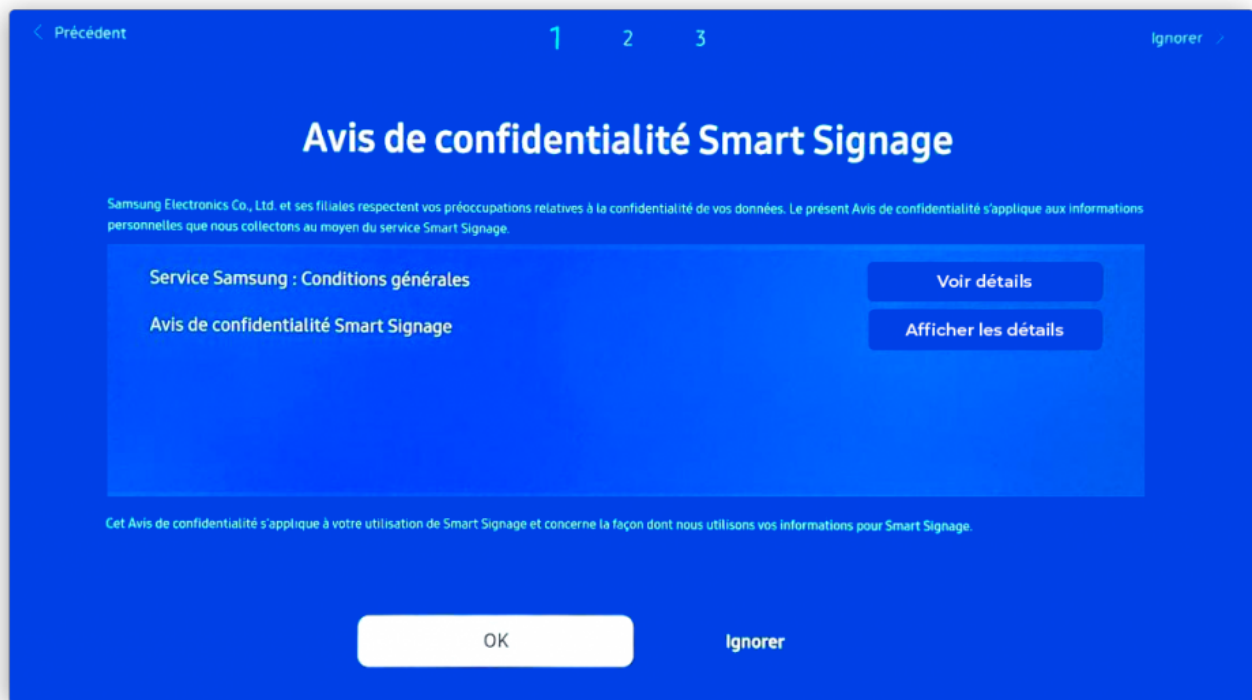 Précédent
1 2 3
Ignorer
Avis de confidentialité Smart Signage
Samsung Electronics Co., Ltd. et ses filiales respectent vos préoccupations relatives à la confidentialité de vos données. Le présent Avis de confidentialité s'applique aux informations
personnelles que nous collectons au moyen du service Smart Signage.
Service Samsung : Conditions générales
Voir détails
Avis de confidentialité Smart Signage
Afficher les détails
Cet Avis de confidentialité s'applique à votre utilisation de Smart Signage et concerne la façon dont nous utilisons vos informations pour Smart Signage.
OK
Ignorer